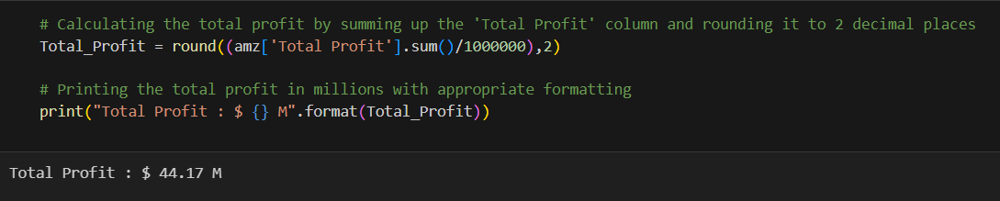 # Calculating the total profit by summing up the 'Total Profit' column and rounding it to 2 decimal places
Total_Profit = round((amz['Total Profit'].sum()/1000000),2)
# Printing the total profit in millions with appropriate formatting
print("Total Profit : $ {} M".format(Total_Profit))
Total Profit : $ 44.17 M